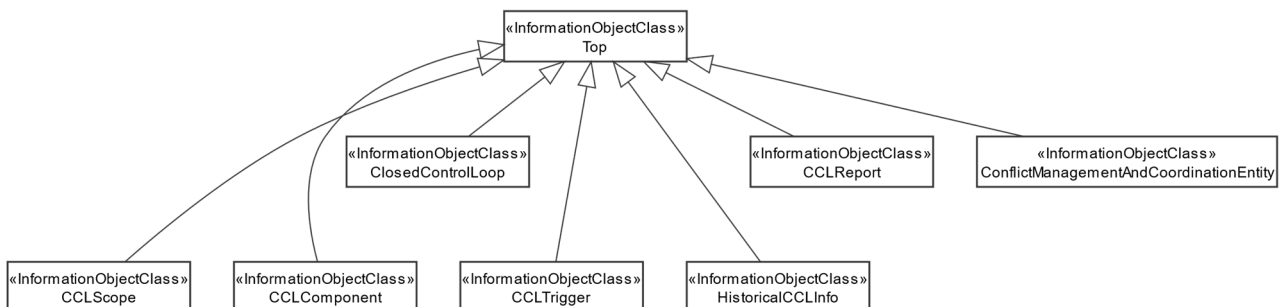 «InformationObjectClass»
Top
«InformationObjectClass»
ClosedControlLoop
«InformationObjectClass»
CCLReport
«InformationObjectClass»
ConflictManagementAndCoordinationEntity
«InformationObjectClass»
CCLScope
«InformationObjectClass»
CCLComponent
«InformationObjectClass»
CCLTrigger
«InformationObjectClass»
HistoricalCCLInfo